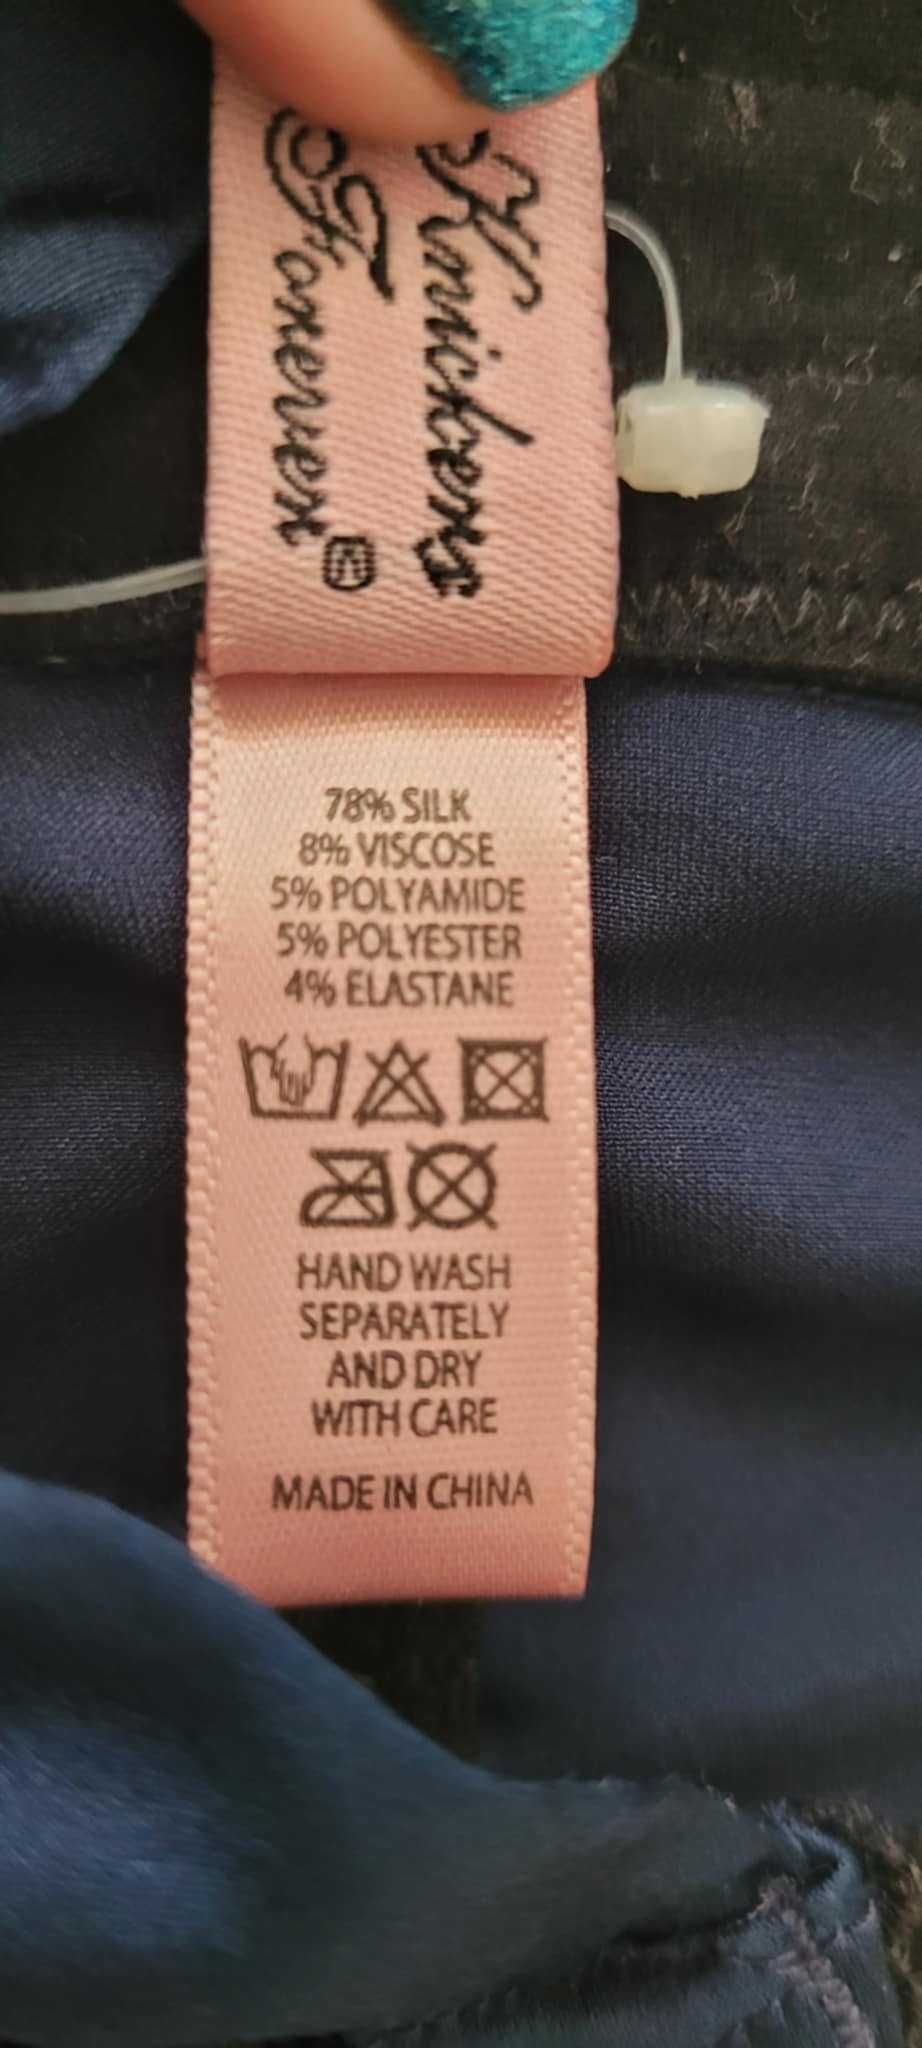 Knickers
Forever®
78% SILK
8% VISCOSE
5% POLYAMIDE
5% POLYESTER
4% ELASTANE
HAND WASH
SEPARATELY
AND DRY
WITH CARE
MADE IN CHINA